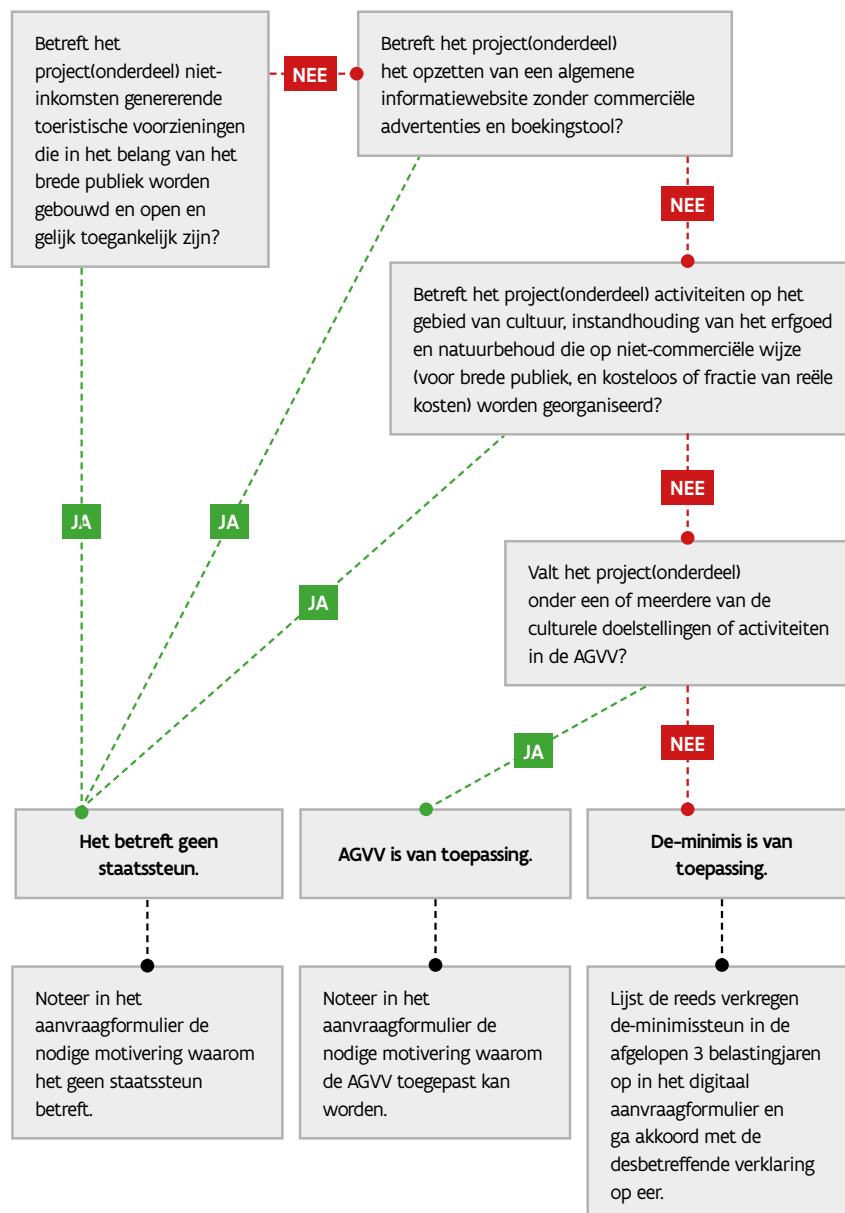 Betreft het
project(onderdeel) niet-
inkomsten genererende
toeristische voorzieningen
die in het belang van het
brede publiek worden
gebouwd en open en
gelijk toegankelijk zijn?
NEE
Betreft het project(onderdeel)
het opzetten van een algemene
informatiewebsite zonder commerciële
advertenties en boekingstool?
NEE
Betreft het project(onderdeel) activiteiten op het
gebied van cultuur, instandhouding van het erfgoed
en natuurbehoud die op niet-commerciële wijze
(voor brede publiek, en kosteloos of fractie van reële
kosten) worden georganiseerd?
JA
JA
NEE
JA
Valt het project(onderdeel)
onder een of meerdere van de
culturele doelstellingen of activiteiten
in de AGVV?
JA
NEE
Het betreft geen
staatssteun.
AGVV is van toepassing.
De-minimis is van
toepassing.
Noteer in het
aanvraagformulier de
nodige motivering waarom
het geen staatssteun
betreft.
Noteer in het
aanvraagformulier de
nodige motivering waarom
de AGVV toegepast kan
worden.
Lijst de reeds verkregen
de-minimissteun in de
afgelopen 3 belastingjaren
op in het digitaal
aanvraagformulier en
ga akkoord met de
desbetreffende verklaring
op eer.